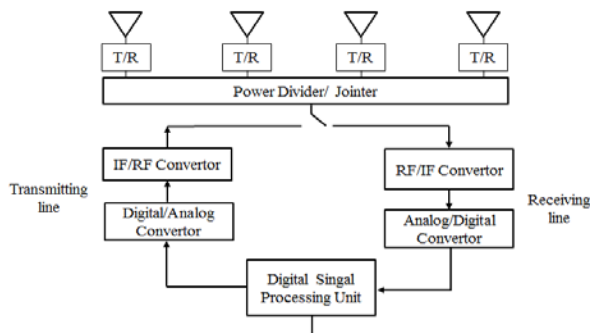 T/R T/R T/R T/R
Power Divider/ Jointer
IF/RF Convertor
RF/IF Convertor
Transmitting
line
Digital/Analog
Convertor
Analog/Digital
Convertor
Receiving
line
Digital Singal
Processing Unit